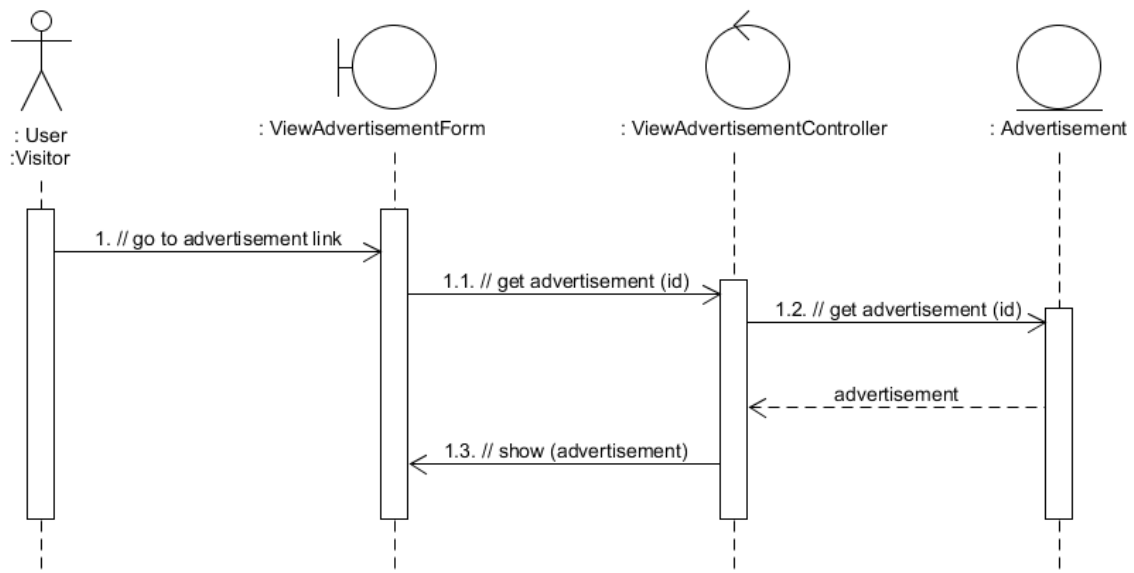 : User
:Visitor
: ViewAdvertisementForm
: ViewAdvertisementController
: Advertisement
1. // go to advertisement link
1.1. // get advertisement (id)
1.2. // get advertisement (id)
advertisement
1.3. // show (advertisement)